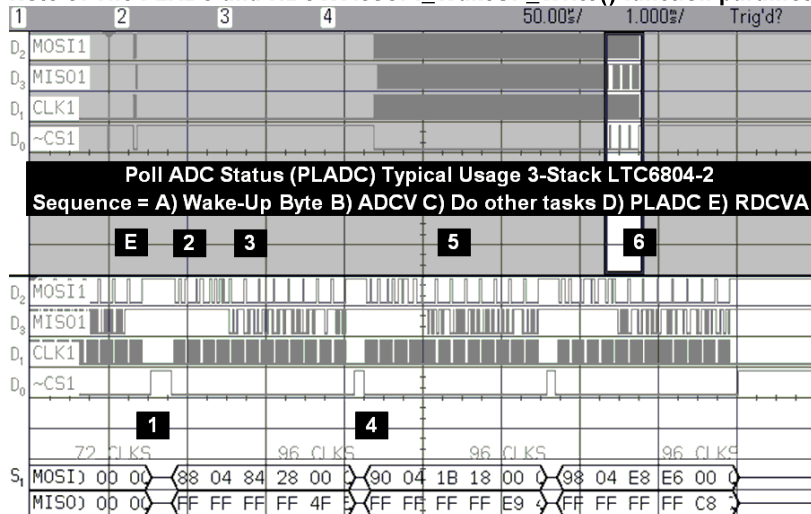 1 2 3 4 50.00㎲/ 1.000㎲/ Trig'd?
D2 MOSI1
D3 MISO1
D1 CLK1
D0 ~CS1
Poll ADC Status (PLADC) Typical Usage 3-Stack LTC6804-2
Sequence = A) Wake-Up Byte B) ADCV C) Do other tasks D) PLADC E) RDCVA
E 2 3 5 6
D2 MOSI1
D3 MISO1
D1 CLK1
D0 ~CS1
1 4
72 CLKS 96 CLKS 96 CLKS 96 CLKS
S1 MOSI) 00 00 88 04 84 28 00 90 04 1B 18 00 98 04 E8 E6 00
MISO) 00 00 FF FF FF FF 4F FF FF FF FF E9 FF FF FF FF C8